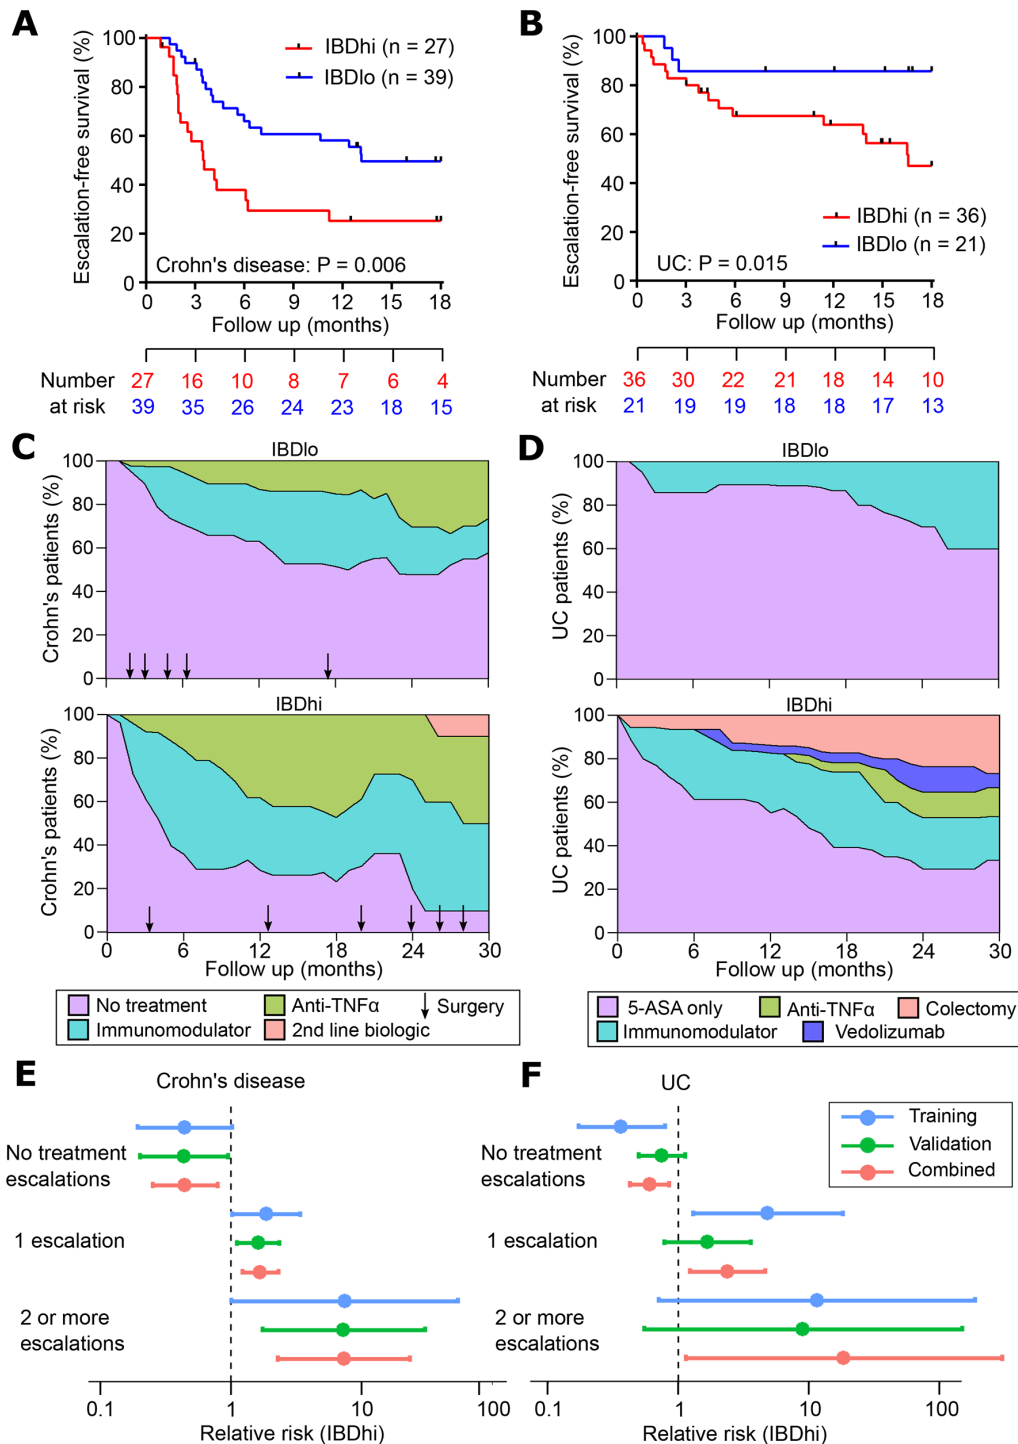 A
Escalation-free survival (%)
100
80
60
40
20
0
IBDhi (n = 27)
IBDlo (n = 39)
Crohn's disease: P = 0.006
0 3 6 9 12 15 18
Follow up (months)
Number 27 16 10 8 7 6 4
at risk 39 35 26 24 23 18 15
B
Escalation-free survival (%)
100
80
60
40
20
0
IBDhi (n = 36)
IBDlo (n = 21)
UC: P = 0.015
0 3 6 9 12 15 18
Follow up (months)
Number 36 30 22 21 18 14 10
at risk 21 19 19 18 18 17 13
C
IBDlo
Crohn's patients (%)
100
80
60
40
20
0
IBDhi
Crohn's patients (%)
100
80
60
40
20
0
0 6 12 18 24 30
Follow up (months)
No treatment
Anti-TNFα
Surgery
Immunomodulator
2nd line biologic
D
IBDlo
UC patients (%)
100
80
60
40
20
0
IBDhi
UC patients (%)
100
80
60
40
20
0
0 6 12 18 24 30
Follow up (months)
5-ASA only
Anti-TNFα
Colectomy
Immunomodulator
Vedolizumab
E
Crohn's disease
No treatment
escalations
1 escalation
2 or more
escalations
0.1 1 10 100
Relative risk (IBDhi)
F
UC
Training
Validation
Combined
No treatment
escalations
1 escalation
2 or more
escalations
0.1 1 10 100
Relative risk (IBDhi)